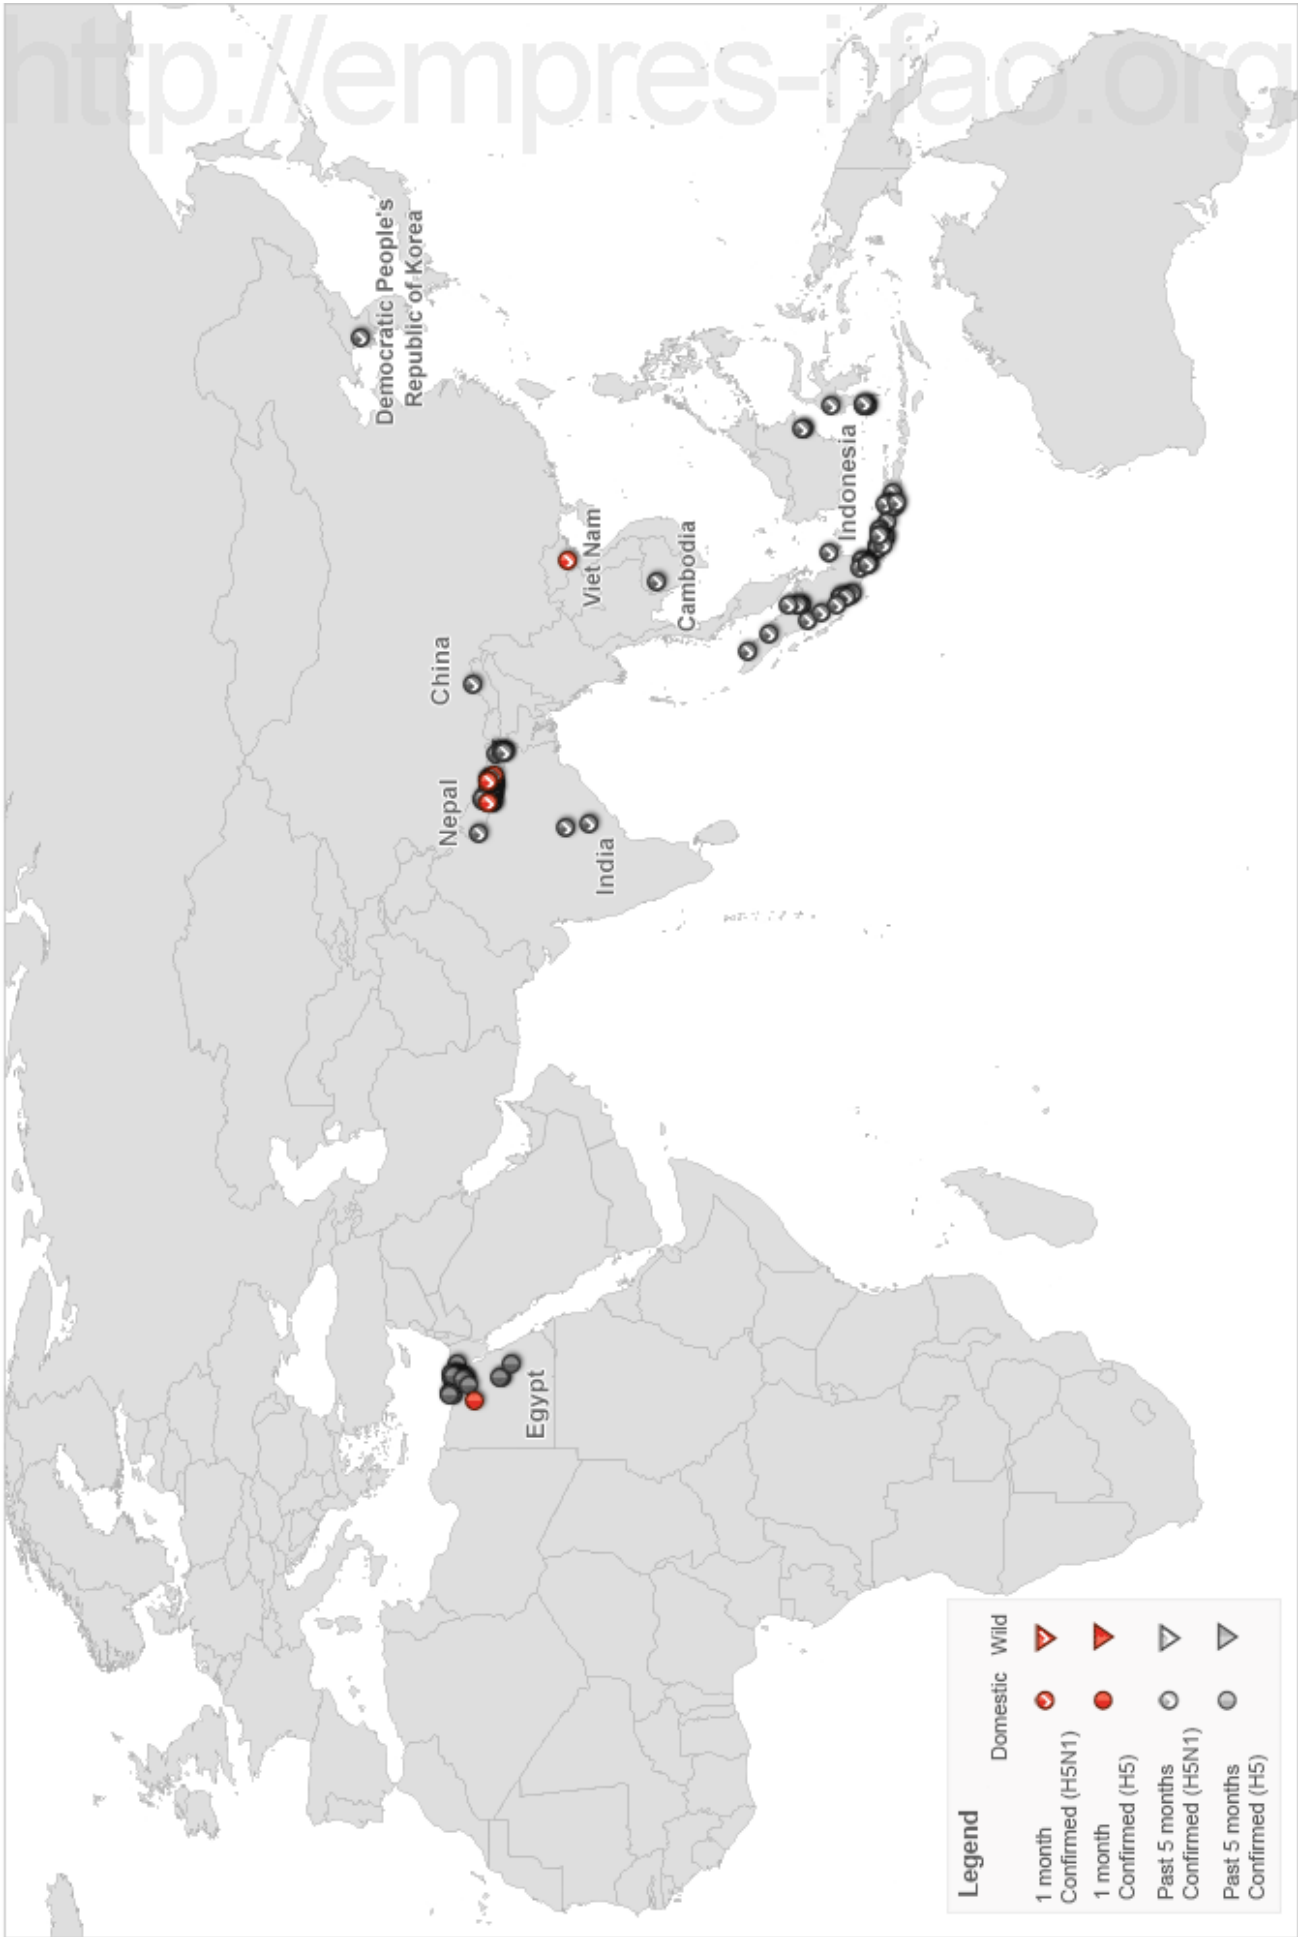 http://empres-i.fao.org
Democratic People's
Republic of Korea
China
Nepal
Viet Nam
Cambodia
India
Indonesia
Egypt
Legend
Domestic Wild
1 month
Confirmed (H5N1)
1 month
Confirmed (H5)
Past 5 months
Confirmed (H5N1)
Past 5 months
Confirmed (H5)